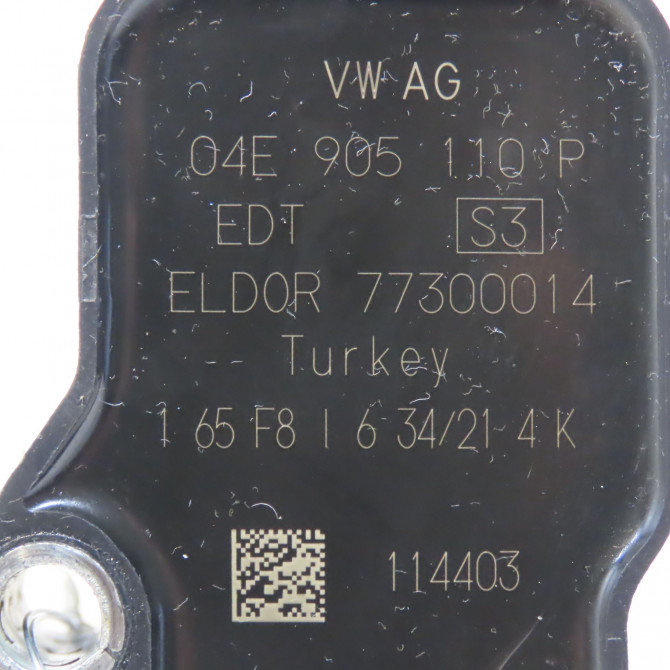 VW AG
04E 905 110 P
EDT S3
ELDOR 77300014
Turkey
1 65 F8 I 6 34/21 4 K
114403